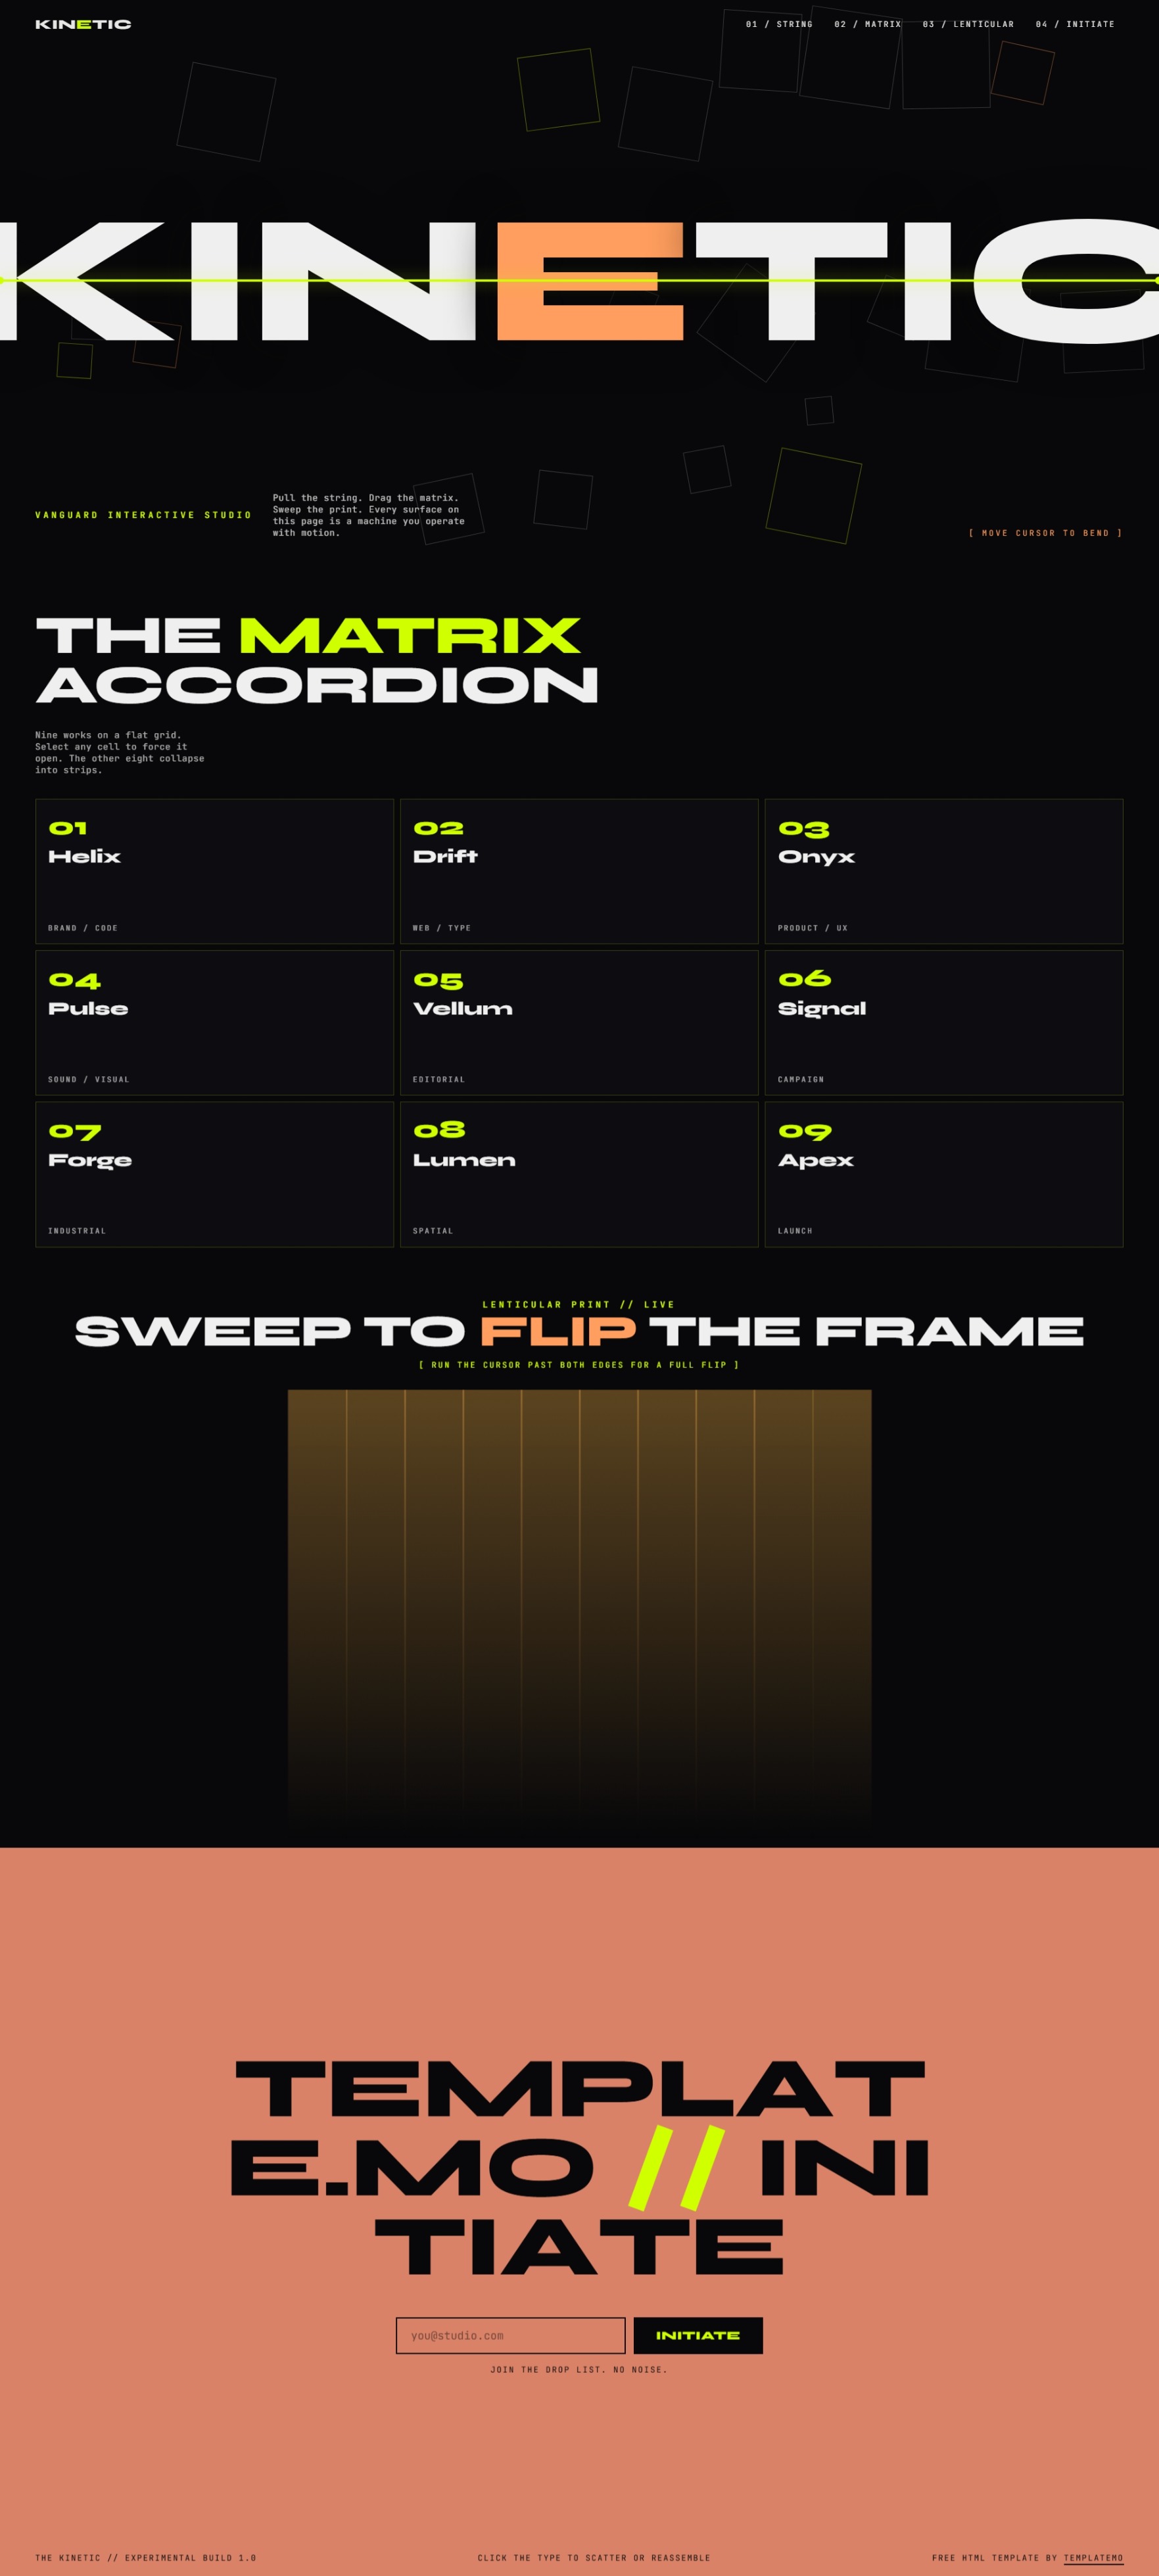 KINETIC
01 / STRING 02 / MATRIX 03 / LENTICULAR 04 / INITIATE
KINETIC
VANGUARD INTERACTIVE STUDIO
Pull the string. Drag the matrix.
Sweep the print. Every surface on
this page is a machine you operate
with motion.
[ MOVE CURSOR TO BEND ]
THE MATRIX
ACCORDION
Nine works on a flat grid.
Select any cell to force it
open. The other eight collapse
into strips.
01
Helix
BRAND / CODE
02
Drift
WEB / TYPE
03
Onyx
PRODUCT / UX
04
Pulse
SOUND / VISUAL
05
Vellum
EDITORIAL
06
Signal
CAMPAIGN
07
Forge
INDUSTRIAL
08
Lumen
SPATIAL
09
Apex
LAUNCH
LENTICULAR PRINT // LIVE
SWEEP TO FLIP THE FRAME
[ RUN THE CURSOR PAST BOTH EDGES FOR A FULL FLIP ]
TEMPLAT
E.MO // INI
TIATE
you@studio.com
INITIATE
JOIN THE DROP LIST. NO NOISE.
THE KINETIC // EXPERIMENTAL BUILD 1.0
CLICK THE TYPE TO SCATTER OR REASSEMBLE
FREE HTML TEMPLATE BY TEMPLATEMO